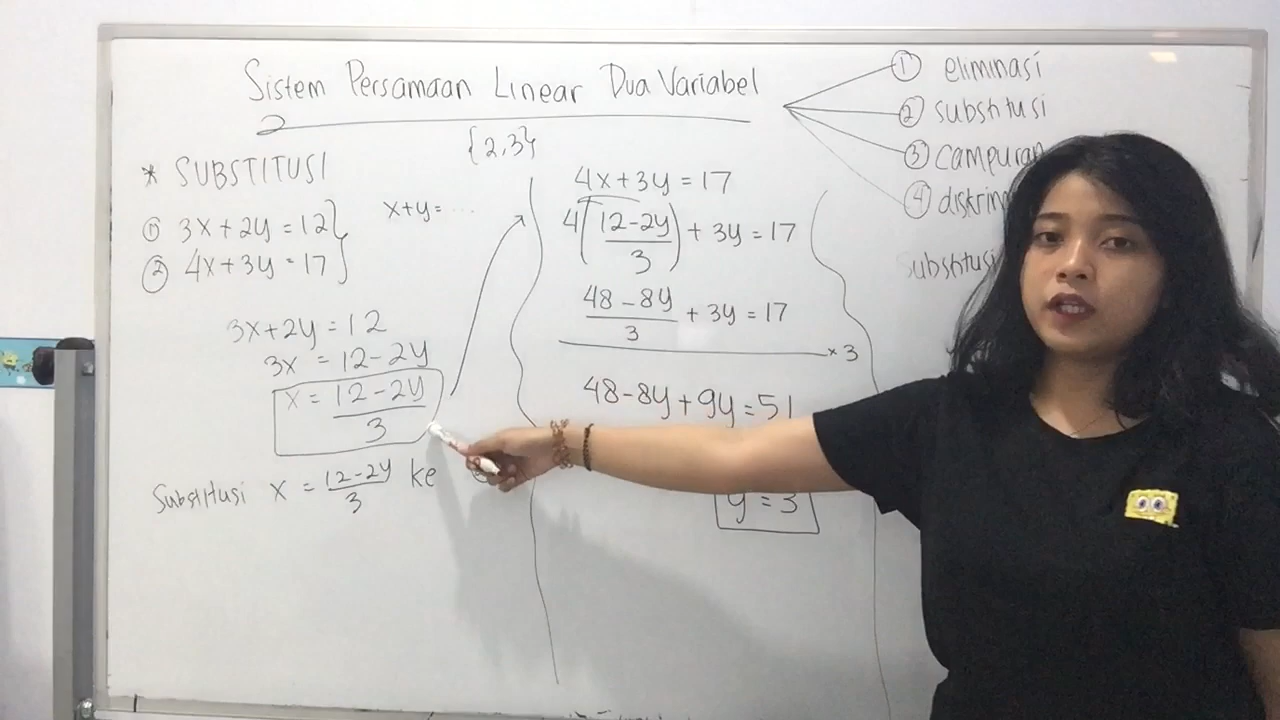 Sistem Persamaan Linear Dua Variabel
① eliminasi
② substitusi
③ campuran
④
{2,3}
* SUBSTITUSI
① 3x + 2y = 12
② 4x + 3y = 17
x+y = ...
3x + 2y = 12
3x = 12 - 2y
x = 12 - 2y
3
Substitusi x = 12-2y ke
3
4x + 3y = 17
4(12-2y) + 3y = 17
3
48 - 8y + 3y = 17
3
× 3
48 - 8y + 9y = 51
y = 3
Substitusi